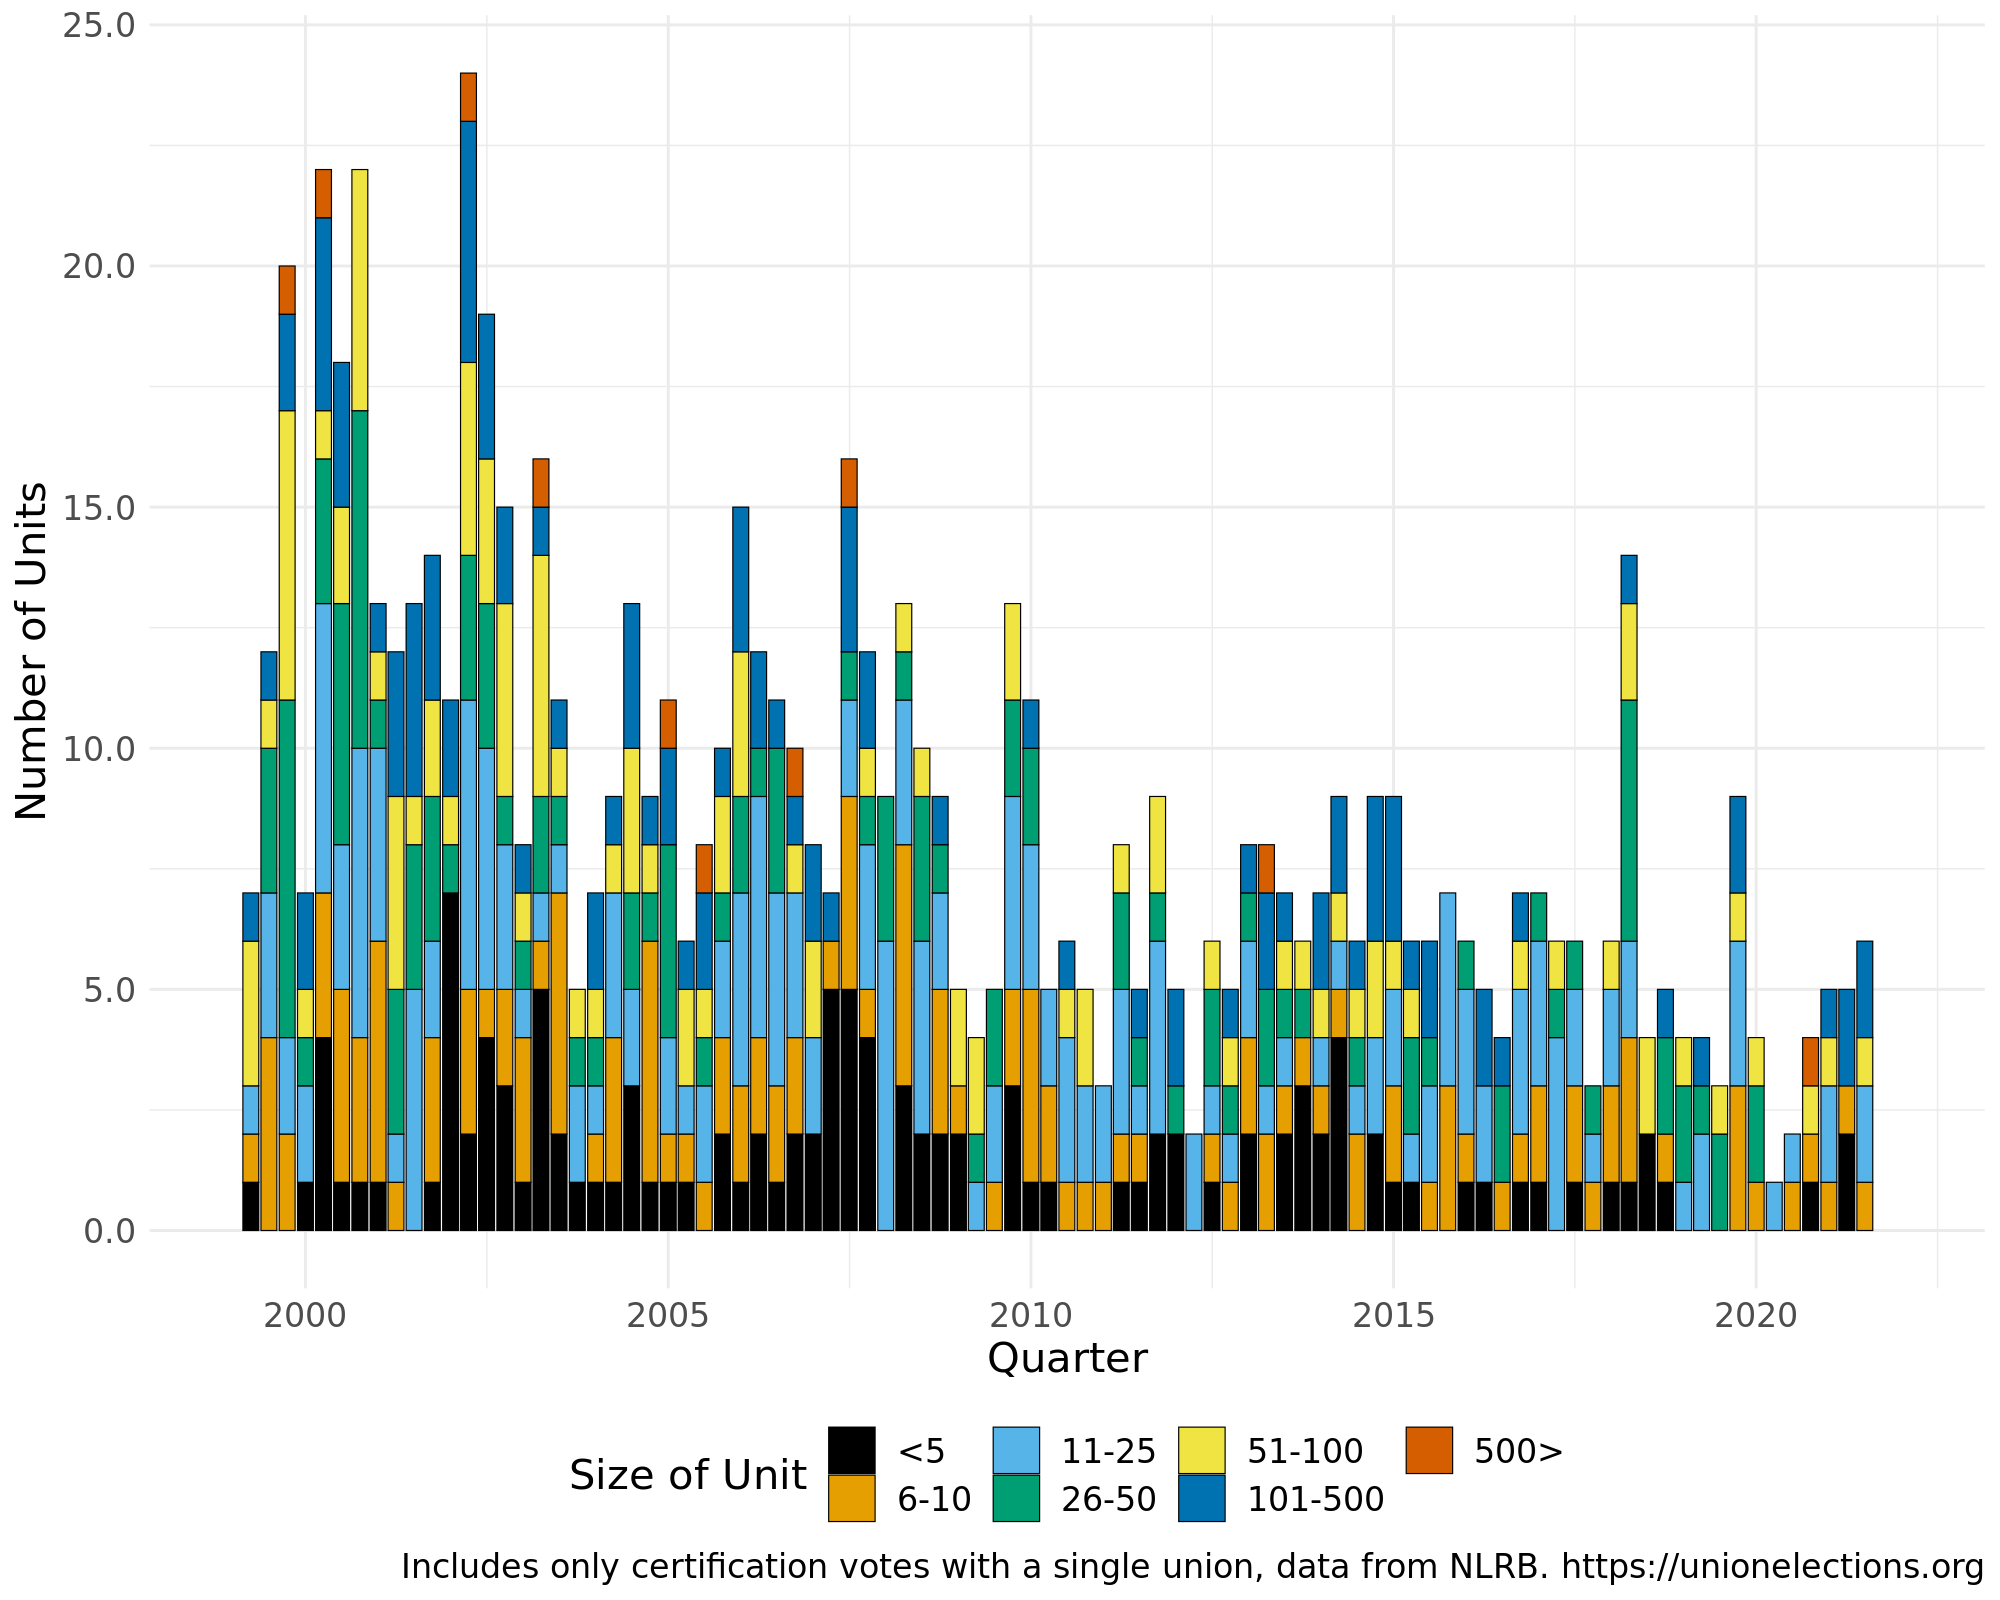 25.0
20.0
15.0
10.0
5.0
0.0
Number of Units
2000 2005 2010 2015 2020
Quarter
Size of Unit
<5 11-25 51-100 500>
6-10 26-50 101-500
Includes only certification votes with a single union, data from NLRB. https://unionelections.org